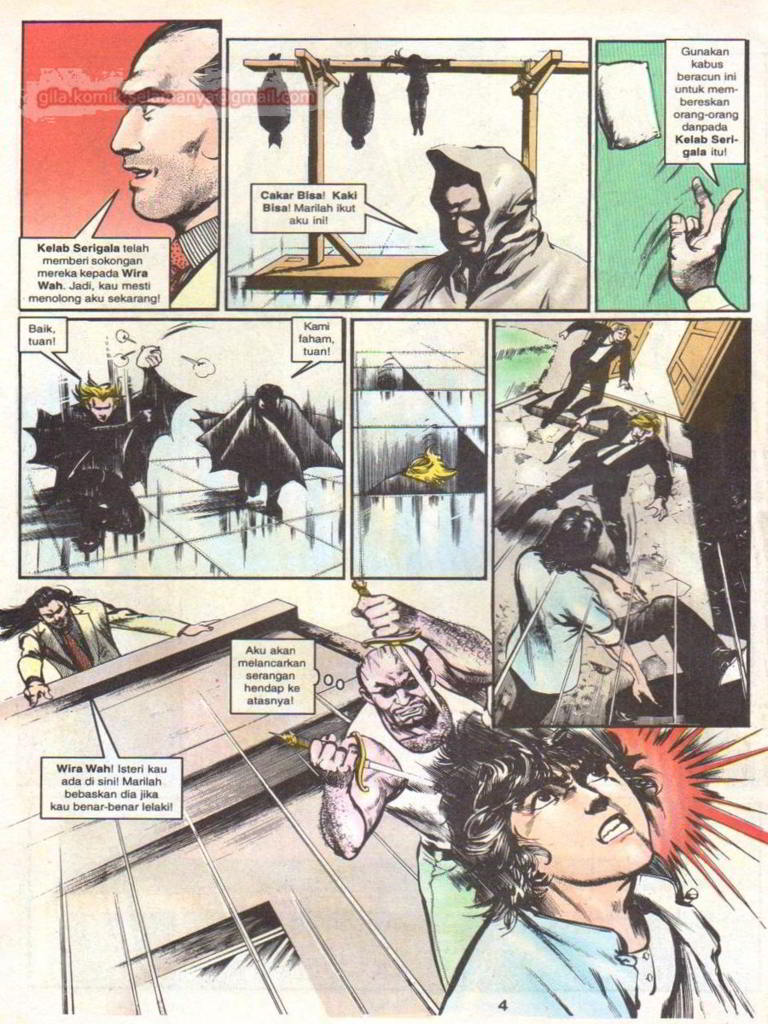 gila.komik
@gmail.com
Kelab Serigala telah
memberi sokongan
mereka kepada Wira
Wah. Jadi, kau mesti
menolong aku sekarang!
Cakar Bisa! Kaki
Bisa! Marilah ikut
aku ini!
Gunakan
kabus
beracun ini
untuk mem-
bereskan
orang-orang
danpada
Kelab Seri-
gala itu!
Baik,
tuan!
Kami
faham,
tuan!
Aku akan
melancarkan
serangan
hendap ke
atasnya!
Wira Wah! Isteri kau
ada di sini! Marilah
bebaskan dia jika
kau benar-benar lelaki!
4